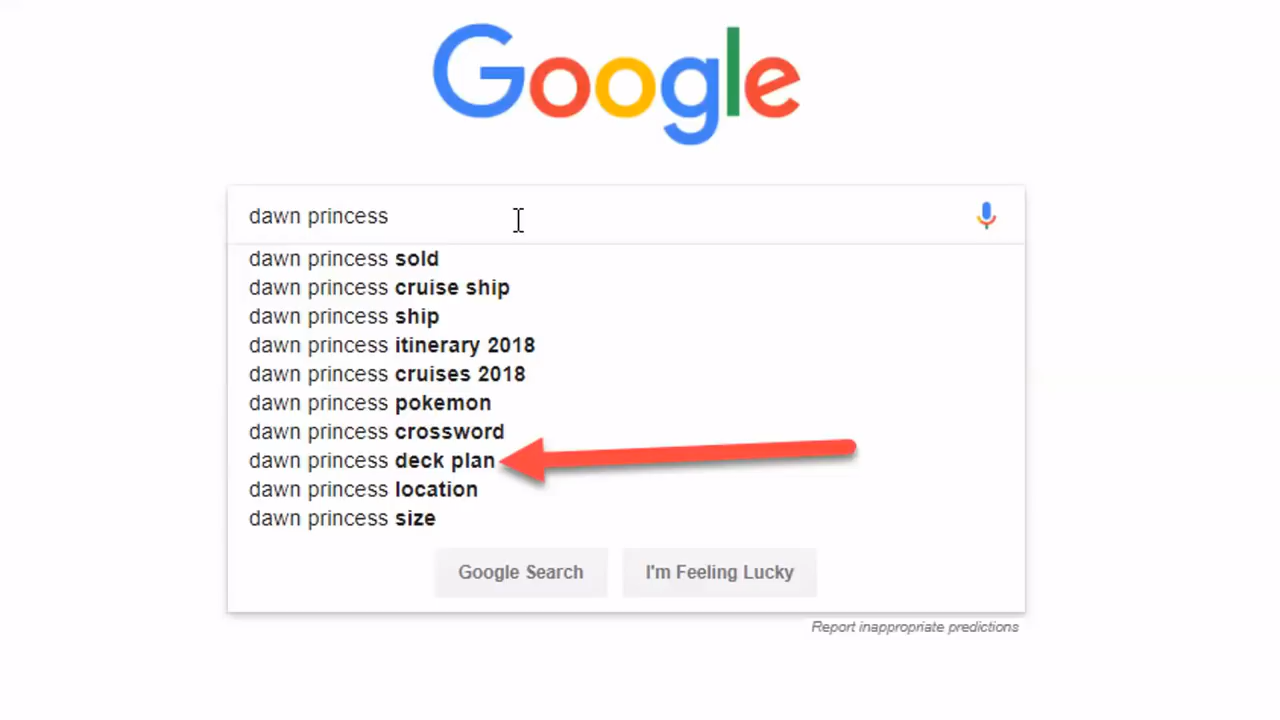 Google
dawn princess
dawn princess sold
dawn princess cruise ship
dawn princess ship
dawn princess itinerary 2018
dawn princess cruises 2018
dawn princess pokemon
dawn princess crossword
dawn princess deck plan
dawn princess location
dawn princess size
Google Search
I'm Feeling Lucky
Report inappropriate predictions